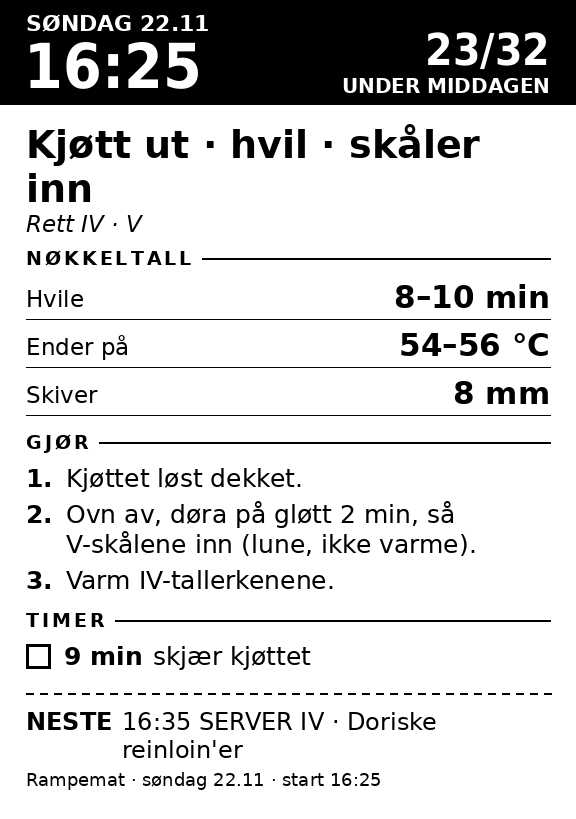 SØNDAG 22.11
16:25
23/32
UNDER MIDDAGEN
Kjøtt ut · hvil · skåler
inn
Rett IV · V
NØKKELTALL
Hvile 8–10 min
Ender på 54–56 °C
Skiver 8 mm
GJØR
1. Kjøttet løst dekket.
2. Ovn av, døra på gløtt 2 min, så
V-skålene inn (lune, ikke varme).
3. Varm IV-tallerkenene.
TIMER
9 min skjær kjøttet
NESTE 16:35 SERVER IV · Doriske
reinloin'er
Rampemat · søndag 22.11 · start 16:25